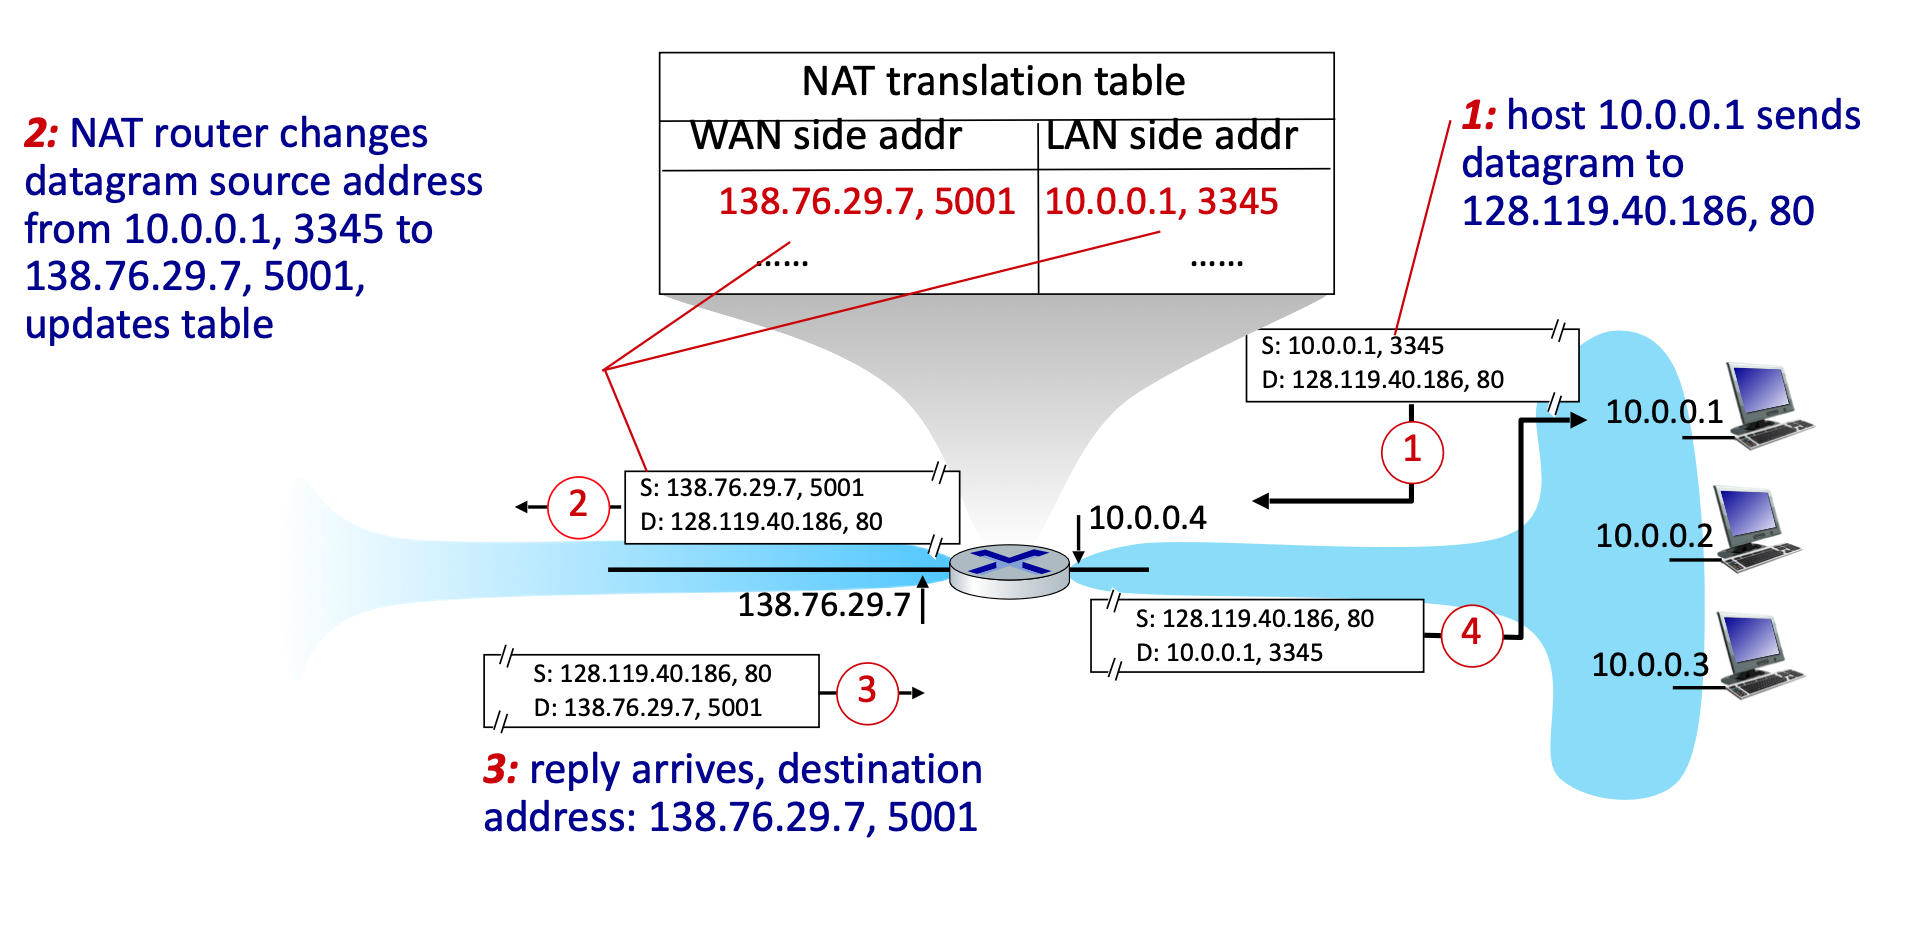 NAT translation table
WAN side addr LAN side addr
138.76.29.7, 5001 10.0.0.1, 3345
...... ......
2: NAT router changes
datagram source address
from 10.0.0.1, 3345 to
138.76.29.7, 5001,
updates table
1: host 10.0.0.1 sends
datagram to
128.119.40.186, 80
S: 10.0.0.1, 3345
D: 128.119.40.186, 80
1
10.0.0.1
S: 138.76.29.7, 5001
D: 128.119.40.186, 80
2
10.0.0.4
10.0.0.2
138.76.29.7
S: 128.119.40.186, 80
D: 10.0.0.1, 3345
4
10.0.0.3
S: 128.119.40.186, 80
D: 138.76.29.7, 5001
3
3: reply arrives, destination
address: 138.76.29.7, 5001